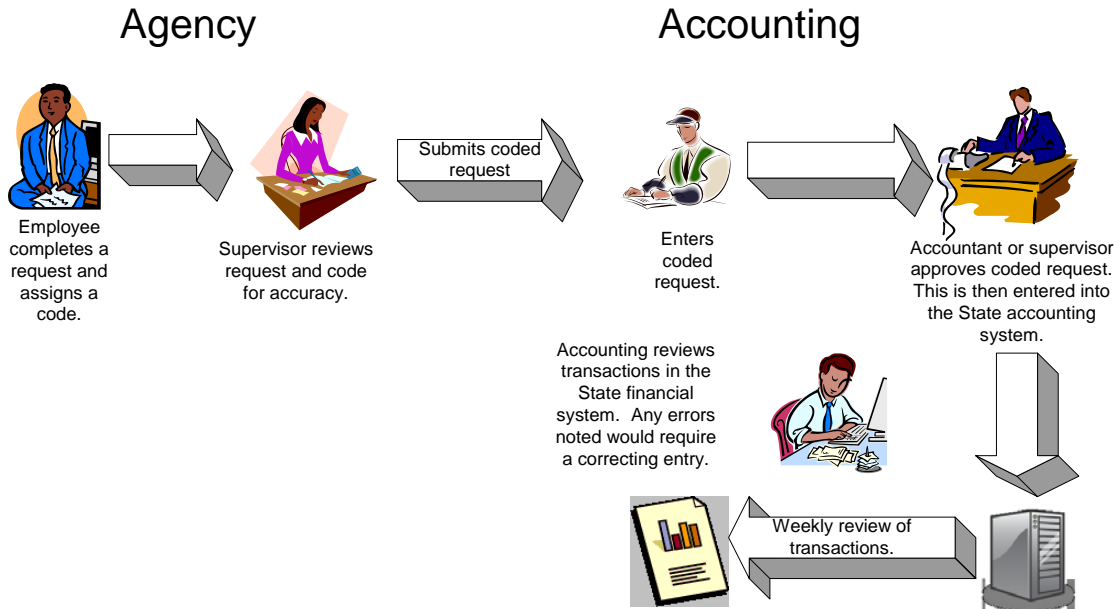 Agency
Accounting
Submits coded
request
Employee
completes a
request and
assigns a
code.
Supervisor reviews
request and code
for accuracy.
Enters
coded
request.
Accountant or supervisor
approves coded request.
This is then entered into
the State accounting
system.
Accounting reviews
transactions in the
State financial
system.  Any errors
noted would require
a correcting entry.
Weekly review of
transactions.